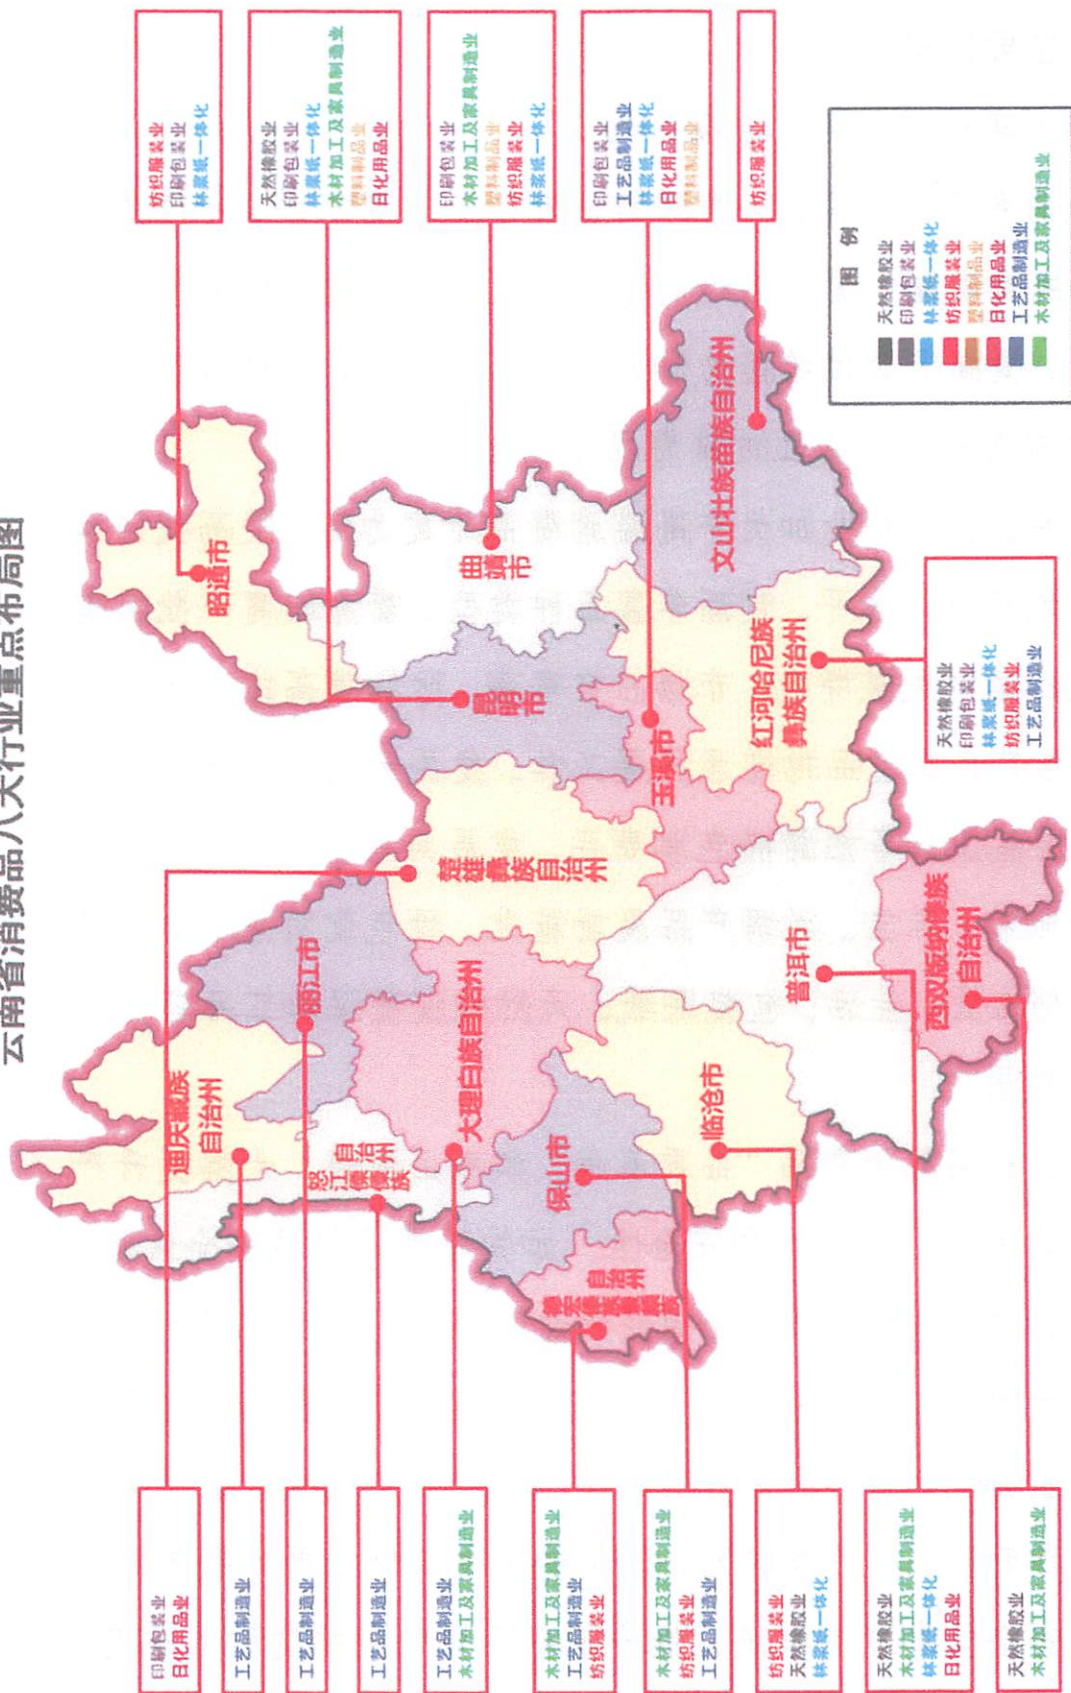 云南省消费品八大行业重点布局图
印刷包装业
日化用品业
工艺品制造业
工艺品制造业
工艺品制造业
工艺品制造业
木材加工及家具制造业
木材加工及家具制造业
工艺品制造业
纺织服装业
木材加工及家具制造业
纺织服装业
工艺品制造业
纺织服装业
天然橡胶业
林浆纸一体化
天然橡胶业
木材加工及家具制造业
林浆纸一体化
日化用品业
天然橡胶业
木材加工及家具制造业
迪庆藏族
自治州
怒江傈僳族
自治州
丽江市
大理白族自治州
保山市
德宏傣族景颇族
自治州
临沧市
楚雄彝族自治州
普洱市
西双版纳傣族
自治州
昭通市
昆明市
曲靖市
玉溪市
红河哈尼族
彝族自治州
文山壮族苗族自治州
纺织服装业
印刷包装业
林浆纸一体化
天然橡胶业
印刷包装业
林浆纸一体化
木材加工及家具制造业
塑料制品业
日化用品业
印刷包装业
木材加工及家具制造业
塑料制品业
纺织服装业
林浆纸一体化
印刷包装业
工艺品制造业
林浆纸一体化
日化用品业
塑料制品业
纺织服装业
天然橡胶业
印刷包装业
林浆纸一体化
纺织服装业
工艺品制造业
图 例
天然橡胶业
印刷包装业
林浆纸一体化
纺织服装业
塑料制品业
日化用品业
工艺品制造业
木材加工及家具制造业